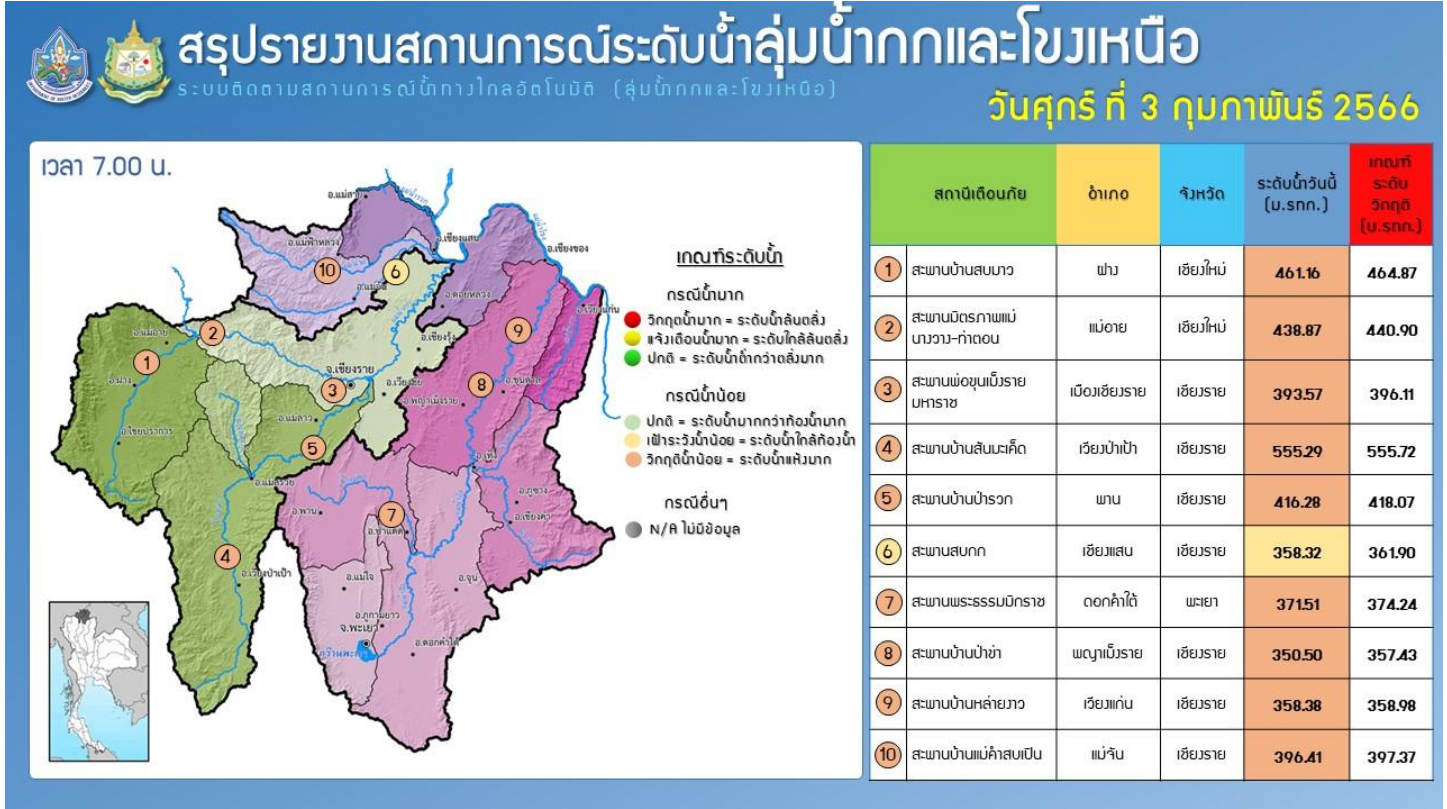 สรุปรายงานสถานการณ์ระดับน้ำลุ่มน้ำกกและโขงเหนือ
ระบบติดตามสถานการณ์น้ำทางไกลอัตโนมัติ (ลุ่มน้ำกกและโขงเหนือ)
วันศุกร์ ที่ 3 กุมภาพันธ์ 2566
เวลา 7.00 น.
อ.แม่สาย
อ.แม่ฟ้าหลวง
อ.เชียงแสน
อ.เชียงของ
10
6
อ.ดอยหลวง
อ.เวียงแก่น
อ.แม่อาย
2
9
อ.เชียงรุ้ง
1
จ.เชียงราย
อ.ฝาง
3
8
อ.ขุนตาล
อ.พญาเม็งราย
อ.แม่ลาว
อ.ไชยปราการ
5
อ.เทิง
อ.แม่สรวย
อ.ภูซาง
อ.พาน
7
อ.เชียงคำ
อ.ป่าแดด
4
อ.เวียงป่าเป้า
อ.แม่ใจ
อ.จุน
อ.ภูกามยาว
จ.พะเยา
อ.ดอกคำใต้
กว๊านพะเยา
เกณฑ์ระดับน้ำ
กรณีน้ำมาก
วิกฤตน้ำมาก = ระดับน้ำล้นตลิ่ง
แจ้งเตือนน้ำมาก = ระดับใกล้ล้นตลิ่ง
ปกติ = ระดับน้ำต่ำกว่าตลิ่งมาก
กรณีน้ำน้อย
ปกติ = ระดับน้ำมากกว่าท้องน้ำมาก
เฝ้าระวังน้ำน้อย = ระดับน้ำใกล้ท้องน้ำ
วิกฤติน้ำน้อย = ระดับน้ำแห้งมาก
กรณีอื่นๆ
N/A ไม่มีข้อมูล
สถานีเตือนภัย อำเภอ จังหวัด ระดับน้ำวันนี้ (ม.รทก.) เกณฑ์ระดับวิกฤติ (ม.รทก.)
1 สะพานบ้านสบมาว ฝาง เชียงใหม่ 461.16 464.87
2 สะพานมิตรภาพแม่นางวาง-ท่าตอน แม่อาย เชียงใหม่ 438.87 440.90
3 สะพานพ่อขุนเม็งรายมหาราช เมืองเชียงราย เชียงราย 393.57 396.11
4 สะพานบ้านสันมะเค็ด เวียงป่าเป้า เชียงราย 555.29 555.72
5 สะพานบ้านป่ารวก พาน เชียงราย 416.28 418.07
6 สะพานสบกก เชียงแสน เชียงราย 358.32 361.90
7 สะพานพระธรรมมิกราช ดอกคำใต้ พะเยา 371.51 374.24
8 สะพานบ้านป่าข่า พญาเม็งราย เชียงราย 350.50 357.43
9 สะพานบ้านหล่ายงาว เวียงแก่น เชียงราย 358.38 358.98
10 สะพานบ้านแม่คำสบเปิน แม่จัน เชียงราย 396.41 397.37